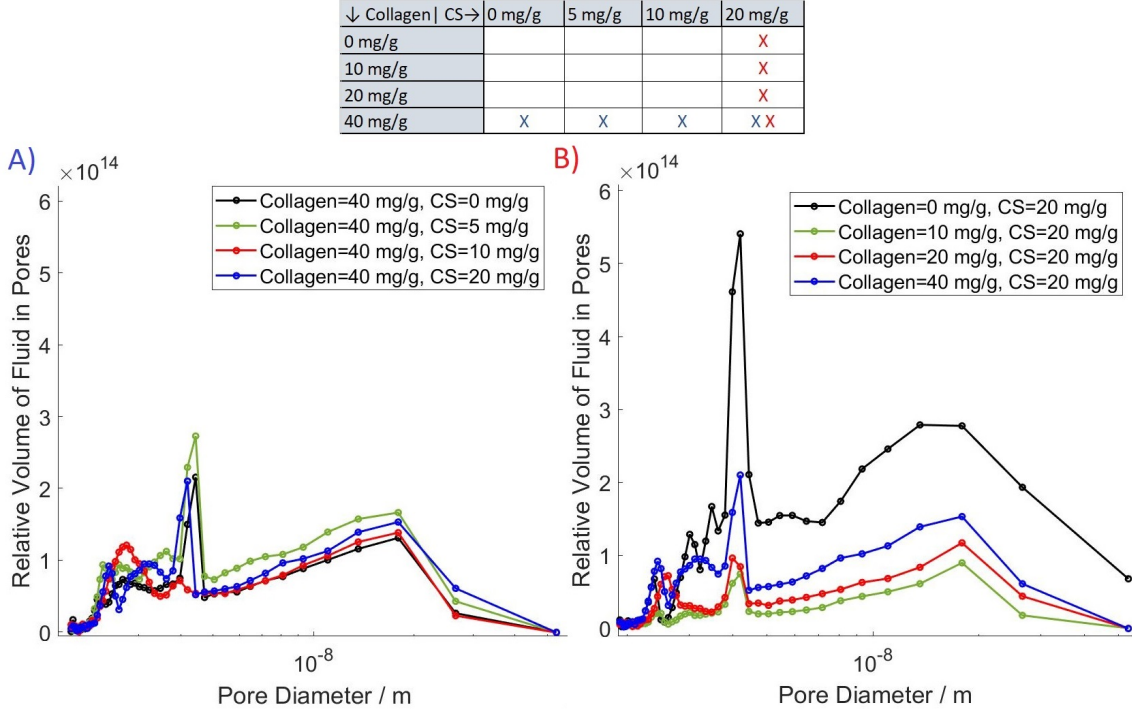 ↓ Collagen| CS→ 0 mg/g 5 mg/g 10 mg/g 20 mg/g
0 mg/g X
10 mg/g X
20 mg/g X
40 mg/g X X X X X
A)
×10^14
6
5
4
3
2
1
0
Relative Volume of Fluid in Pores
Collagen=40 mg/g, CS=0 mg/g
Collagen=40 mg/g, CS=5 mg/g
Collagen=40 mg/g, CS=10 mg/g
Collagen=40 mg/g, CS=20 mg/g
10^-8
Pore Diameter / m
B)
×10^14
6
5
4
3
2
1
0
Relative Volume of Fluid in Pores
Collagen=0 mg/g, CS=20 mg/g
Collagen=10 mg/g, CS=20 mg/g
Collagen=20 mg/g, CS=20 mg/g
Collagen=40 mg/g, CS=20 mg/g
10^-8
Pore Diameter / m